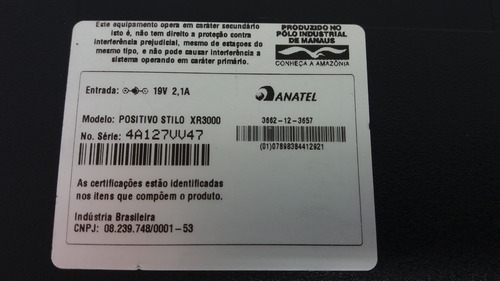 Este equipamento opera em caráter secundário
isto é, não tem direito a proteção contra
interferência prejudicial, mesmo de estações do
mesmo tipo, e não pode causar interferência a
sistema operando em caráter primário.
PRODUZIDO NO
PÓLO INDUSTRIAL
DE MANAUS
CONHEÇA A AMAZÔNIA
Entrada: 19V 2,1A
ANATEL
Modelo: POSITIVO STILO XR3000
No. Série: 4A127VV47
3662-12-3657
(01)07898384412921
As certificações estão identificadas
nos itens que compõem o produto.
Indústria Brasileira
CNPJ: 08.239.748/0001-53